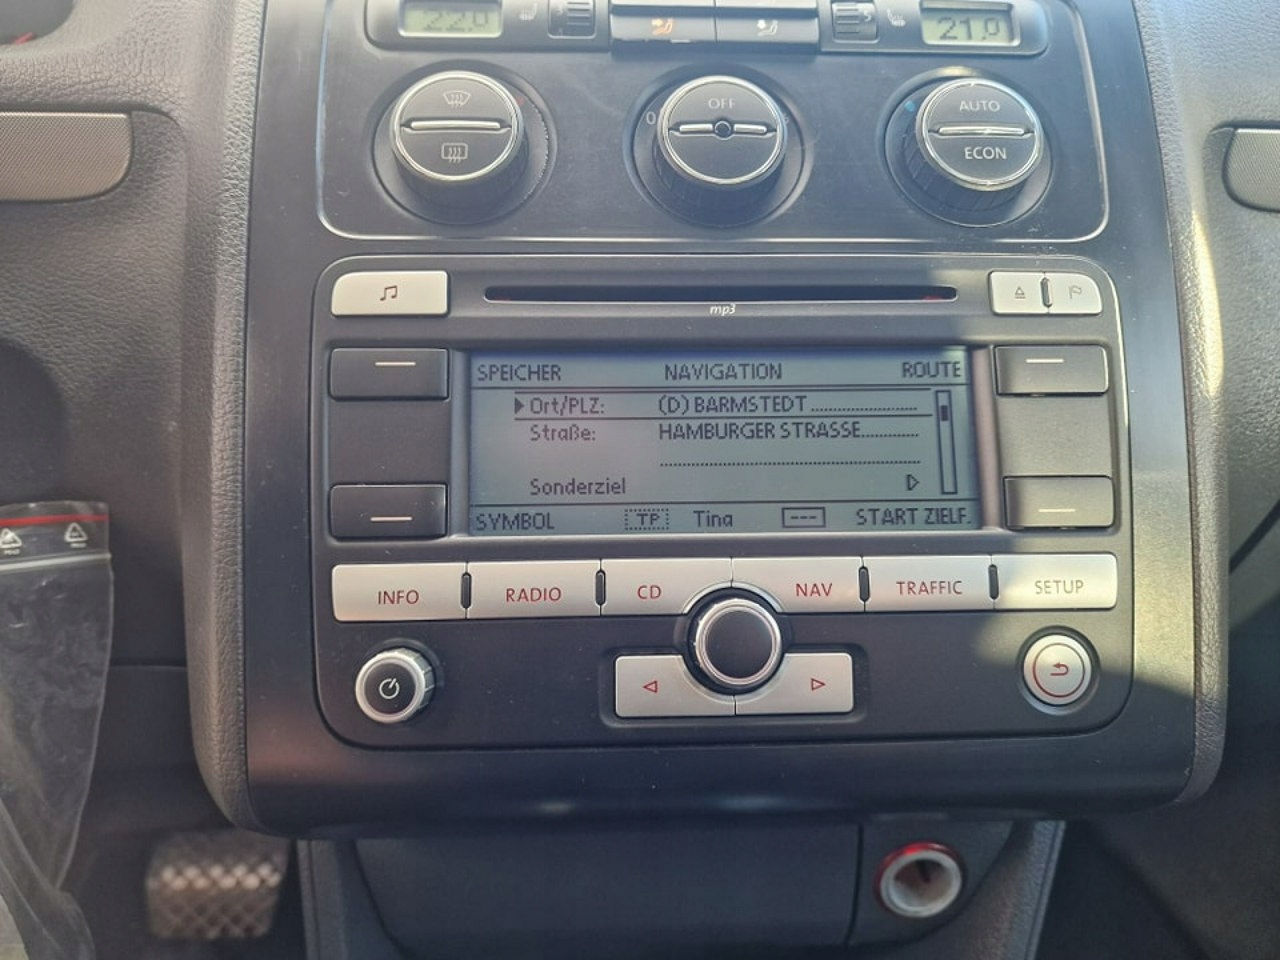 22.0
21.0
OFF
0
AUTO
ECON
mp3
SPEICHER NAVIGATION ROUTE
Ort/PLZ: (D) BARMSTEDT
Straße: HAMBURGER STRASSE
Sonderziel
SYMBOL TP Tina --- START ZIELF.
INFO RADIO CD NAV TRAFFIC SETUP